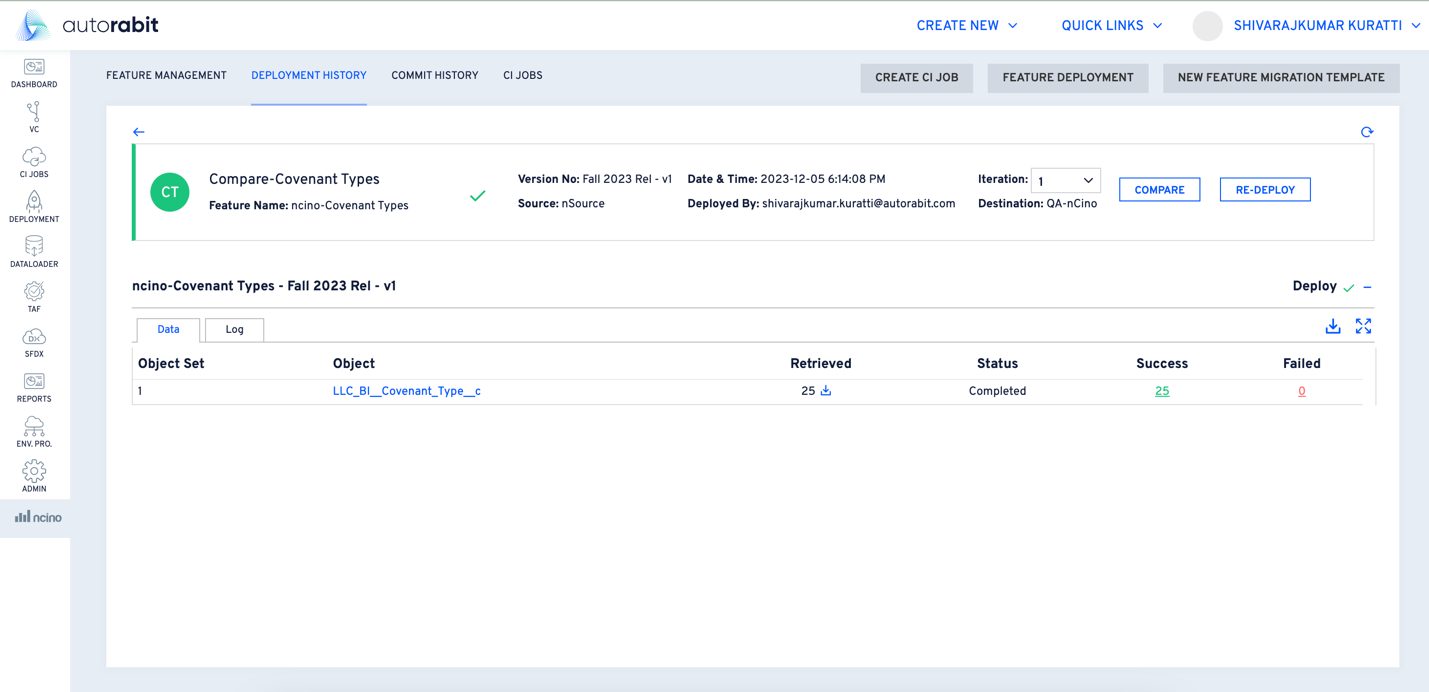 autorabit
CREATE NEW
QUICK LINKS
SHIVARAJKUMAR KURATTI
DASHBOARD
VC
CI JOBS
DEPLOYMENT
DATALOADER
TAF
DX
SFDX
REPORTS
ENV. PRO.
ADMIN
ncino
FEATURE MANAGEMENT
DEPLOYMENT HISTORY
COMMIT HISTORY
CI JOBS
CREATE CI JOB
FEATURE DEPLOYMENT
NEW FEATURE MIGRATION TEMPLATE
CT
Compare-Covenant Types
Feature Name: ncino-Covenant Types
Version No: Fall 2023 Rel - v1
Source: nSource
Date & Time: 2023-12-05 6:14:08 PM
Deployed By: shivarajkumar.kuratti@autorabit.com
Iteration: 1
Destination: QA-nCino
COMPARE
RE-DEPLOY
ncino-Covenant Types - Fall 2023 Rel - v1
Deploy
Data
Log
Object Set Object Retrieved Status Success Failed
1 LLC_BI__Covenant_Type__c 25 Completed 25 0